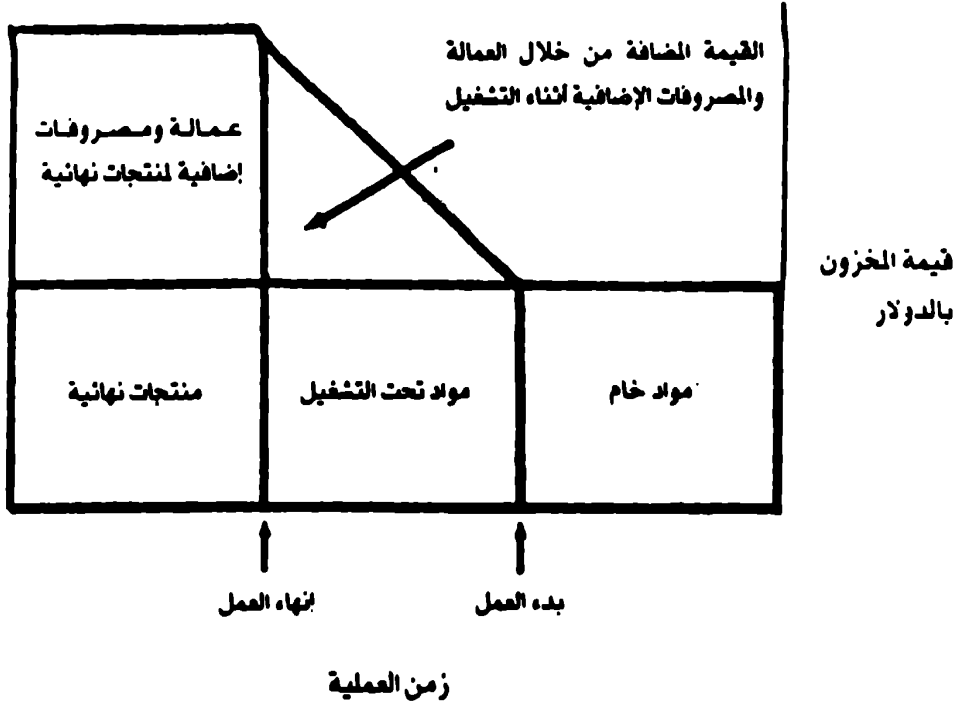 القيمة المضافة من خلال العمالة
والمصروفات الإضافية أثناء التشغيل
عمالة ومصروفات
إضافية لمنتجات نهائية
قيمة المخزون
بالدولار
مواد خام
مواد تحت التشغيل
منتجات نهائية
بدء العمل
إنهاء العمل
زمن العملية